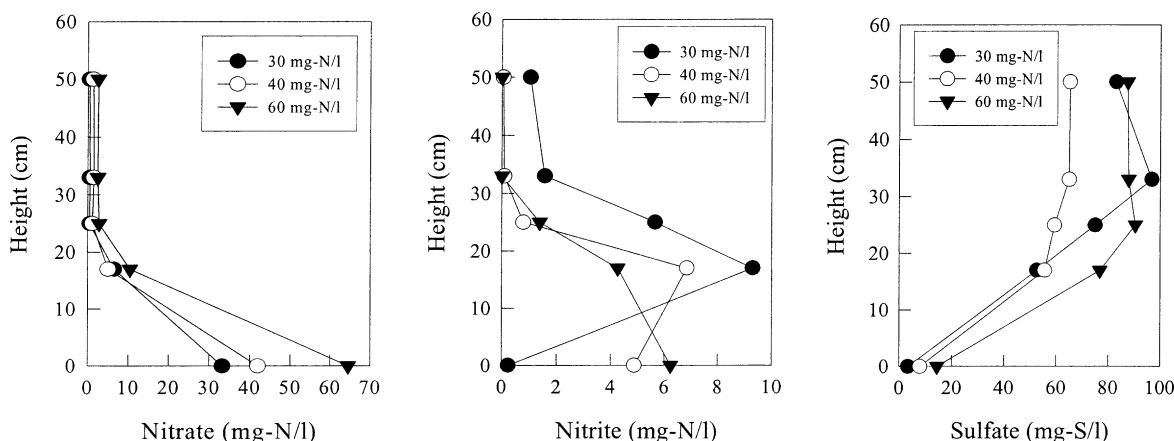 60
50
40
30
20
10
0
Height (cm)
30 mg-N/l
40 mg-N/l
60 mg-N/l
0 10 20 30 40 50 60 70
Nitrate (mg-N/l)
60
50
40
30
20
10
0
Height (cm)
30 mg-N/l
40 mg-N/l
60 mg-N/l
0 2 4 6 8 10
Nitrite (mg-N/l)
60
50
40
30
20
10
0
Height (cm)
30 mg-N/l
40 mg-N/l
60 mg-N/l
0 20 40 60 80 100
Sulfate (mg-S/l)